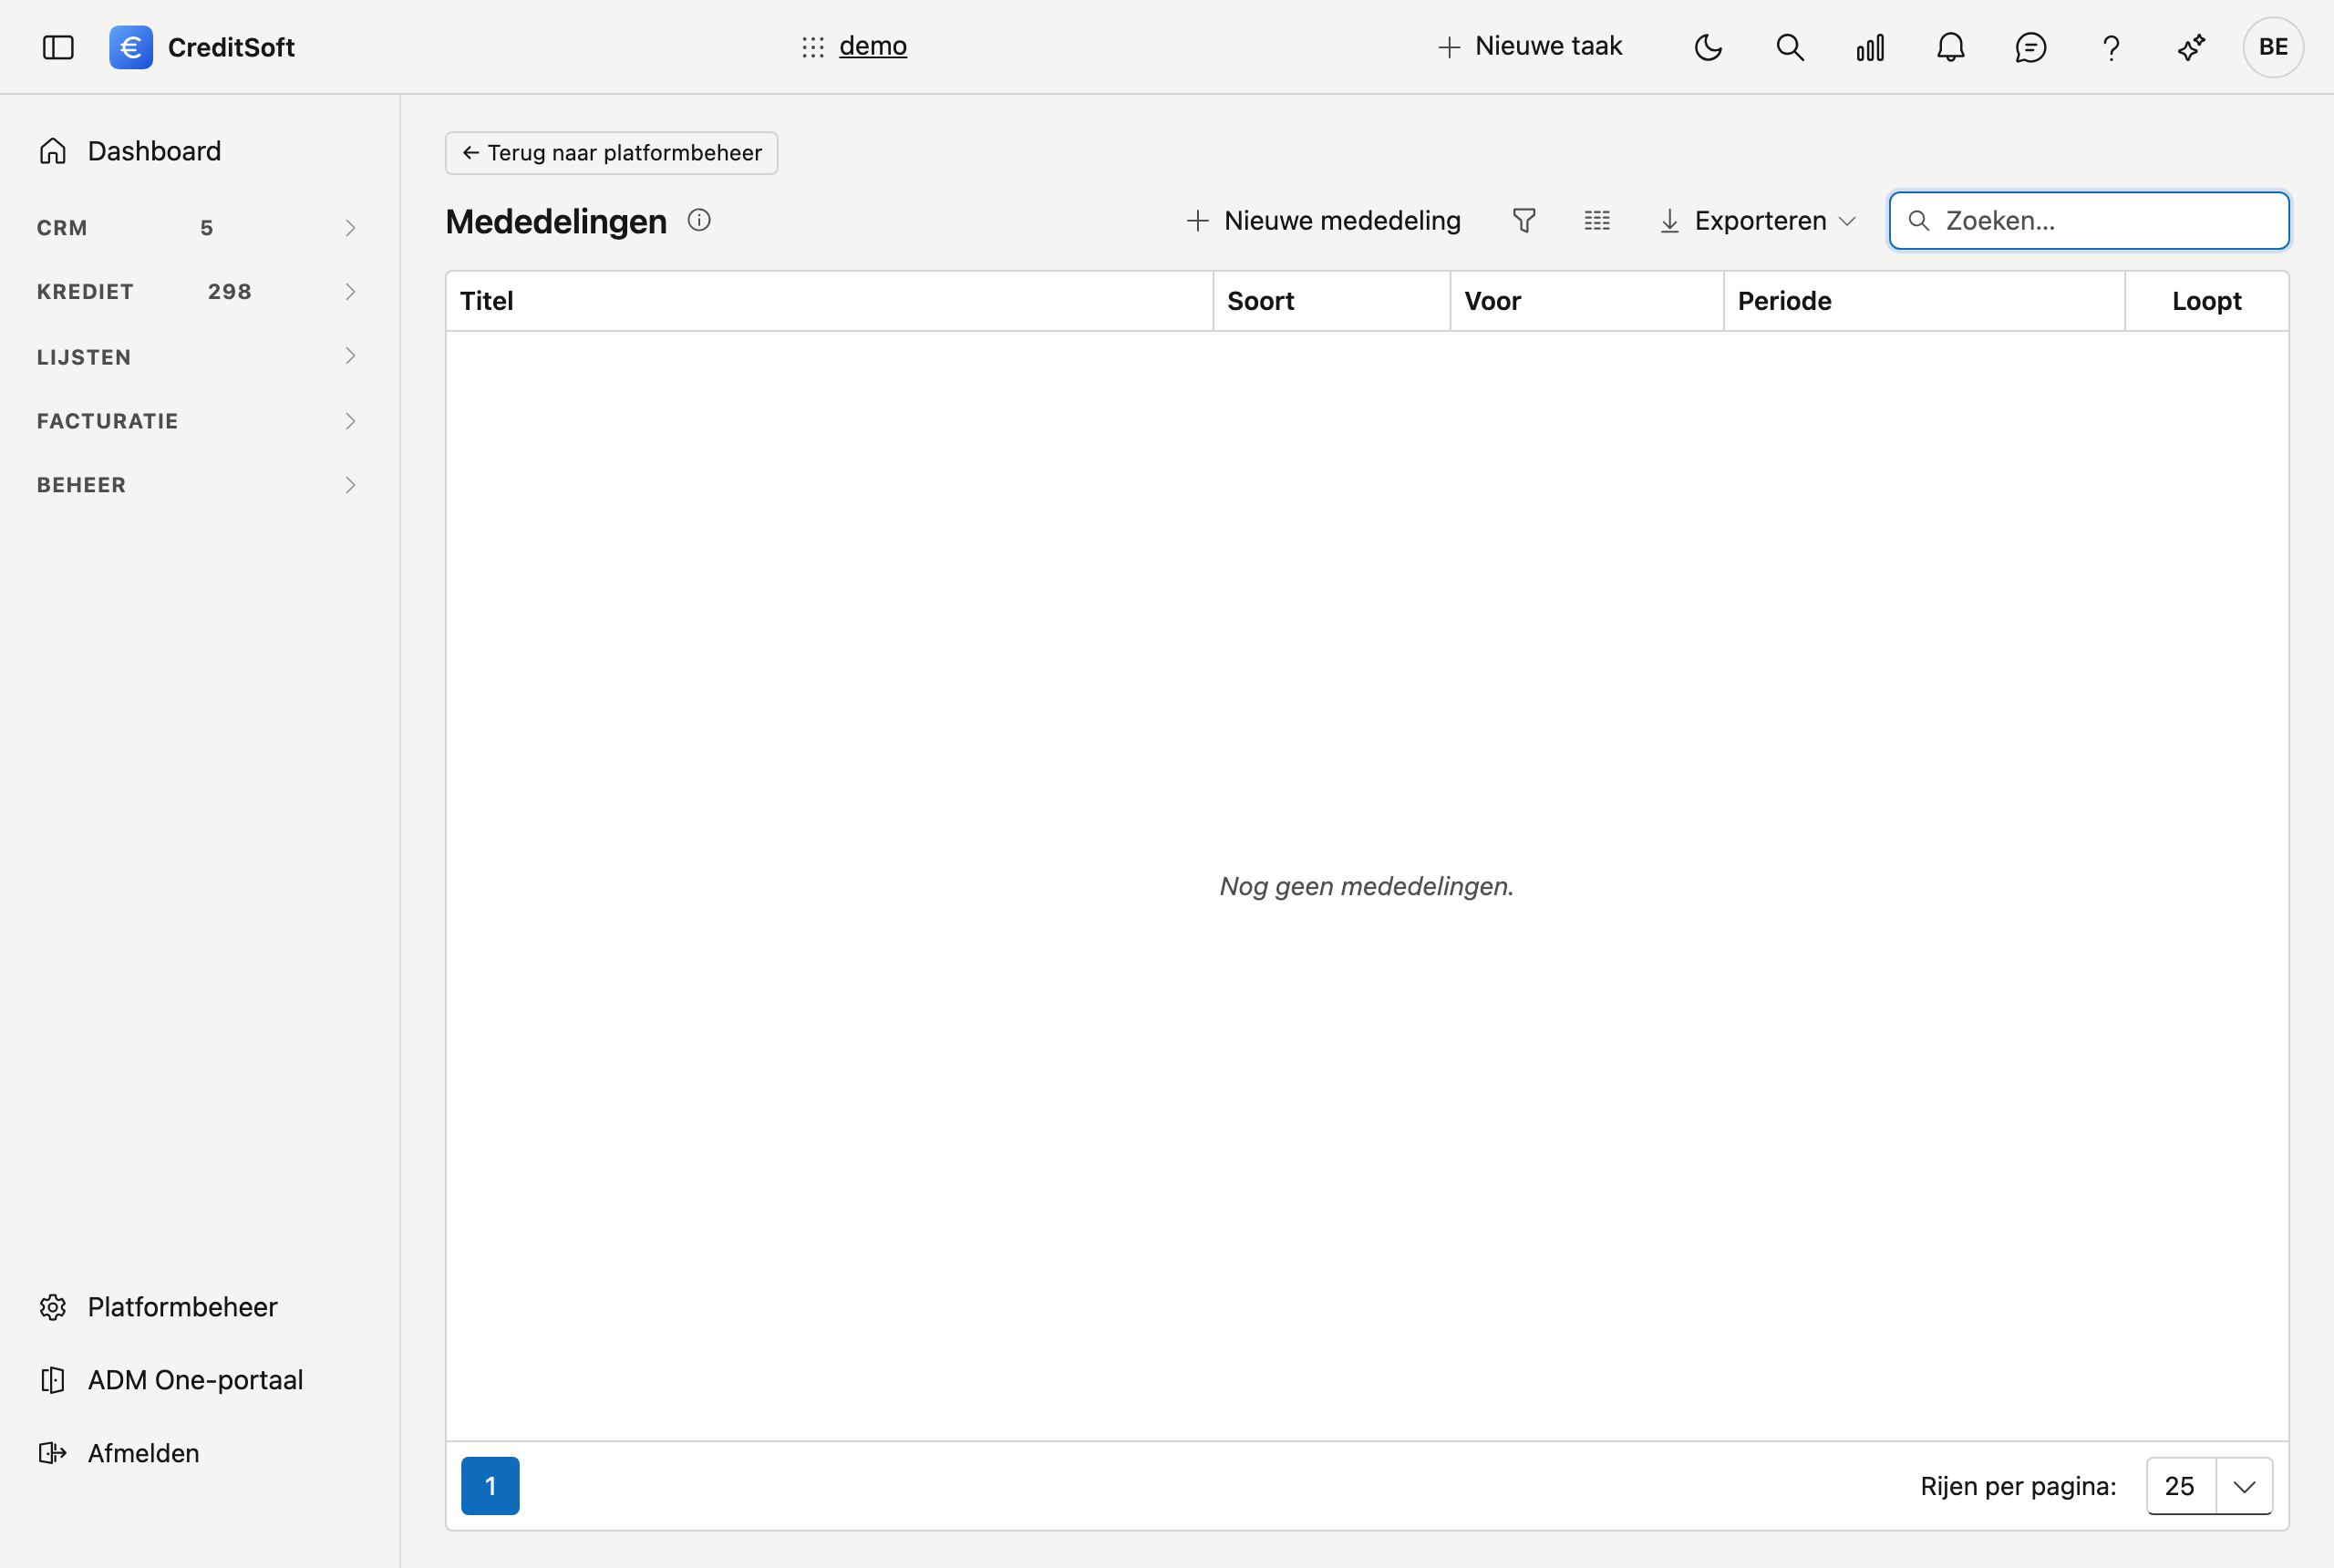 € CreditSoft
demo
Nieuwe taak
BE
Dashboard
CRM 5
KREDIET 298
LIJSTEN
FACTURATIE
BEHEER
Platformbeheer
ADM One-portaal
Afmelden
← Terug naar platformbeheer
Mededelingen
Nieuwe mededeling
Exporteren
Zoeken...
Titel Soort Voor Periode Loopt
Nog geen mededelingen.
1
Rijen per pagina: 25